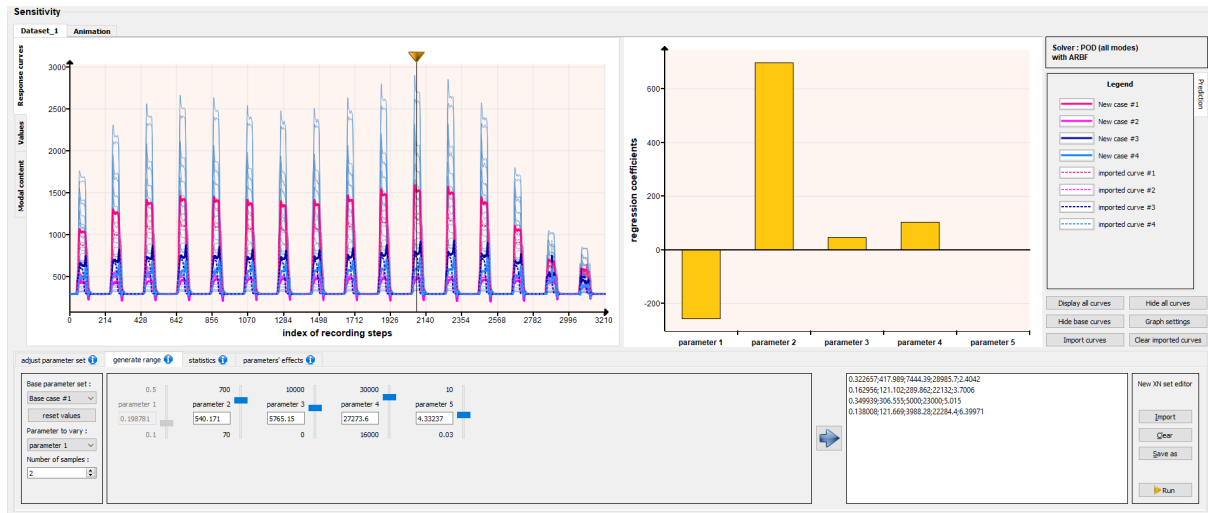 Sensitivity
Dataset_1 Animation
Response curves
Values
Modal content
3000
2500
2000
1500
1000
500
0 214 428 642 856 1070 1284 1498 1712 1926 2140 2354 2568 2782 2996 3210
index of recording steps
regression coefficients
600
400
200
0
-200
parameter 1 parameter 2 parameter 3 parameter 4 parameter 5
Solver : POD (all modes)
with ARBF
Prediction
Legend
New case #1
New case #2
New case #3
New case #4
imported curve #1
imported curve #2
imported curve #3
imported curve #4
Display all curves Hide all curves
Hide base curves Graph settings
Import curves Clear imported curves
adjust parameter set generate range statistics parameters' effects
Base parameter set :
Base case #1
reset values
Parameter to vary :
parameter 1
Number of samples :
2
0.5 700 10000 30000 10
parameter 1 parameter 2 parameter 3 parameter 4 parameter 5
0.198781 540.171 5765.15 27273.6 4.33237
0.1 70 0 16000 0.03
0.322657;417.989;7444.39;28985.7;2.4042
0.162956;121.102;289.862;22132;3.7006
0.349939;306.555;5000;23000;5.015
0.138008;121.669;3988.28;22284.4;6.39971
New XN set editor
Import
Clear
Save as
Run